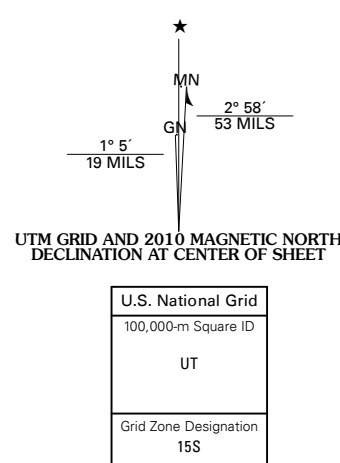 ★
MN
GN
2° 58´
53 MILS
1° 5´
19 MILS
UTM GRID AND 2010 MAGNETIC NORTH
DECLINATION AT CENTER OF SHEET
U.S. National Grid
100,000-m Square ID
UT
Grid Zone Designation
15S